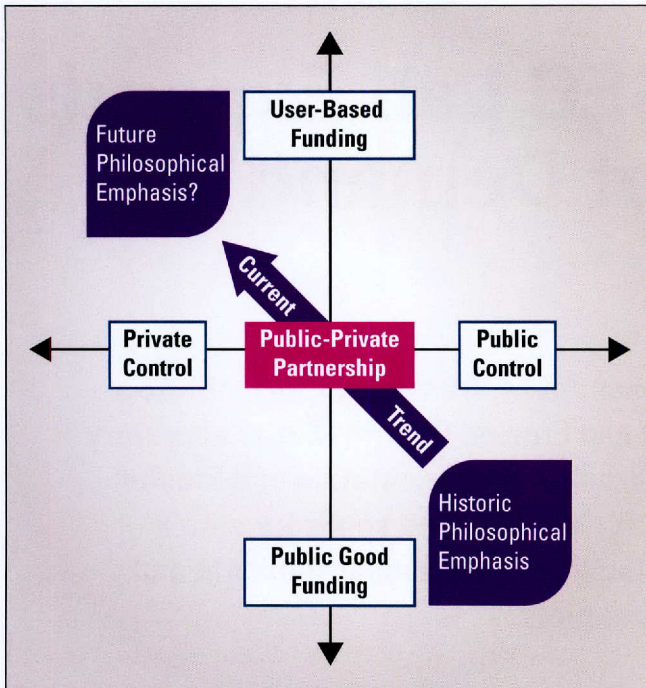 User-Based
Funding
Future
Philosophical
Emphasis?
Current
Private
Control
Public-Private
Partnership
Public
Control
Trend
Historic
Philosophical
Emphasis
Public Good
Funding